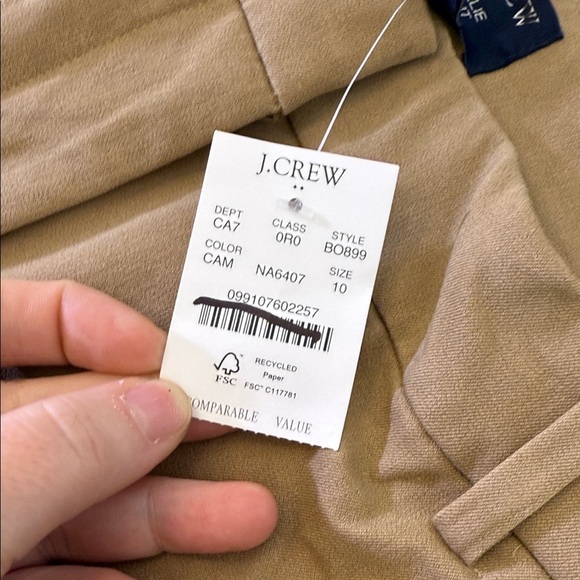 J.CREW
DEPT CLASS STYLE
CA7 0R0 BO899
COLOR SIZE
CAM NA6407 10
099107602257
FSC
RECYCLED
Paper
FSC™ C117781
COMPARABLE VALUE